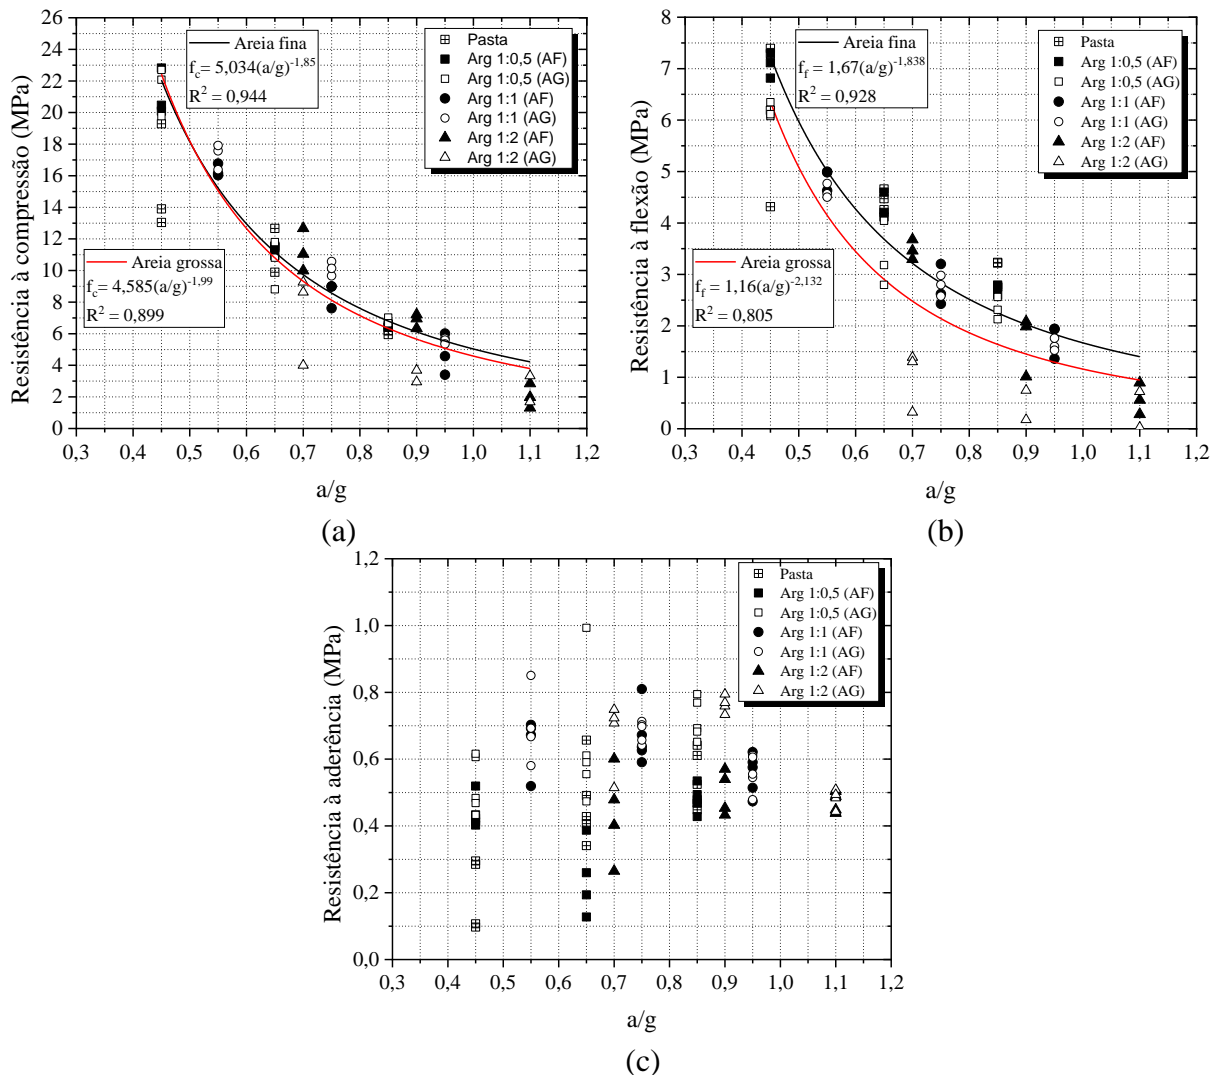 26
24
22
20
18
16
14
12
10
8
6
4
2
0
Resistência à compressão (MPa)
Areia fina
f_c= 5,034(a/g)^-1,85
R² = 0,944
Pasta
Arg 1:0,5 (AF)
Arg 1:0,5 (AG)
Arg 1:1 (AF)
Arg 1:1 (AG)
Arg 1:2 (AF)
Arg 1:2 (AG)
Areia grossa
f_c= 4,585(a/g)^-1,99
R² = 0,899
0,3 0,4 0,5 0,6 0,7 0,8 0,9 1,0 1,1 1,2
a/g
(a)
8
7
6
5
4
3
2
1
0
Resistência à flexão (MPa)
Areia fina
f_f = 1,67(a/g)^-1,838
R² = 0,928
Pasta
Arg 1:0,5 (AF)
Arg 1:0,5 (AG)
Arg 1:1 (AF)
Arg 1:1 (AG)
Arg 1:2 (AF)
Arg 1:2 (AG)
Areia grossa
f_f = 1,16(a/g)^-2,132
R² = 0,805
0,3 0,4 0,5 0,6 0,7 0,8 0,9 1,0 1,1 1,2
a/g
(b)
1,2
1,0
0,8
0,6
0,4
0,2
0,0
Resistência à aderência (MPa)
Pasta
Arg 1:0,5 (AF)
Arg 1:0,5 (AG)
Arg 1:1 (AF)
Arg 1:1 (AG)
Arg 1:2 (AF)
Arg 1:2 (AG)
0,3 0,4 0,5 0,6 0,7 0,8 0,9 1,0 1,1 1,2
a/g
(c)